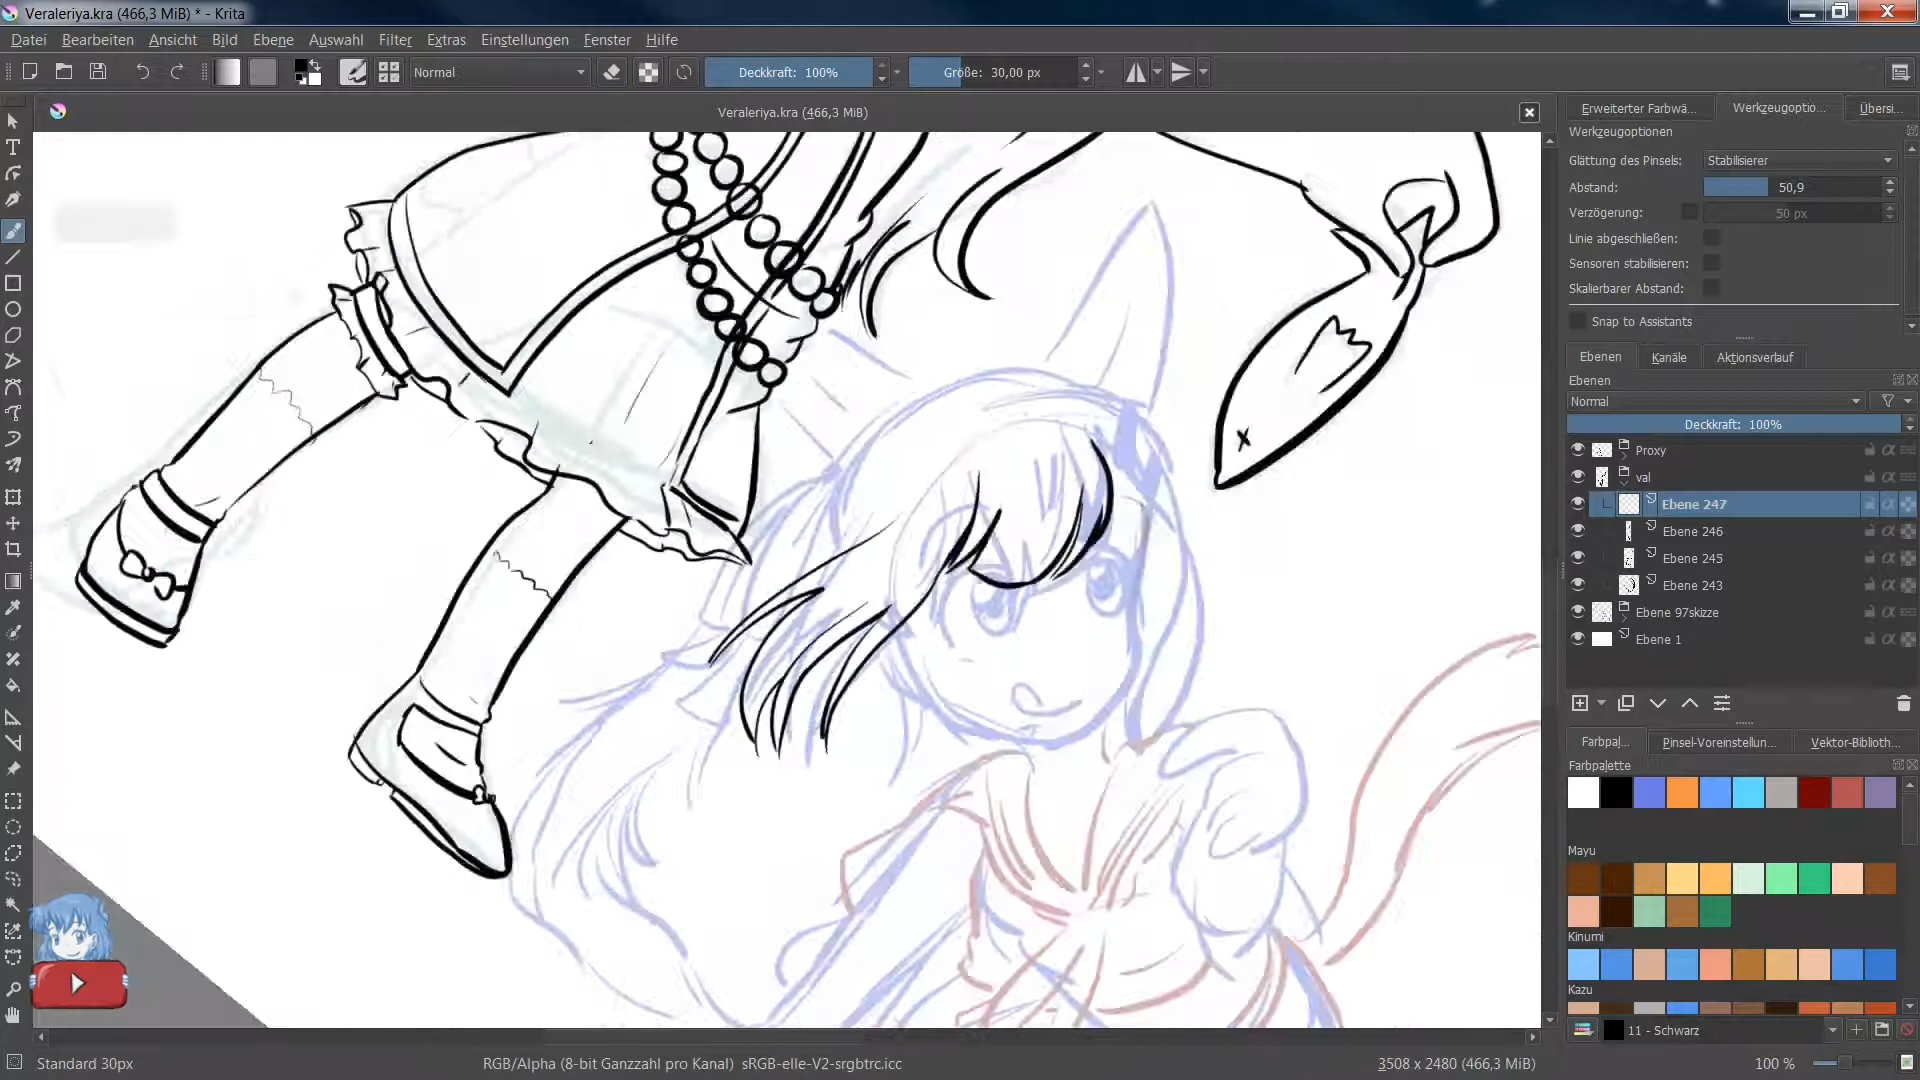 Veraleriya.kra (466,3 MiB) * - Krita
Datei Bearbeiten Ansicht Bild Ebene Auswahl Filter Extras Einstellungen Fenster Hilfe
Normal Deckkraft: 100% Größe: 30,00 px
Veraleriya.kra (466,3 MiB)
Erweiterter Farbwä... Werkzeugoptio... Übersi...
Werkzeugoptionen
Glättung des Pinsels: Stabilisierer
Abstand: 50,9
Verzögerung: 50 px
Linie abgeschließen:
Sensoren stabilisieren:
Skalierbarer Abstand:
Snap to Assistants
Ebenen Kanäle Aktionsverlauf
Ebenen
Normal
Deckkraft: 100%
Proxy
val
Ebene 247
Ebene 246
Ebene 245
Ebene 243
Ebene 97skizze
Ebene 1
Farbpal... Pinsel-Voreinstellun... Vektor-Biblioth...
Farbpalette
Mayu
Kinumi
Kazu
11 - Schwarz
Standard 30px RGB/Alpha (8-bit Ganzzahl pro Kanal) sRGB-elle-V2-srgbtrc.icc 3508 x 2480 (466,3 MiB) 100 %